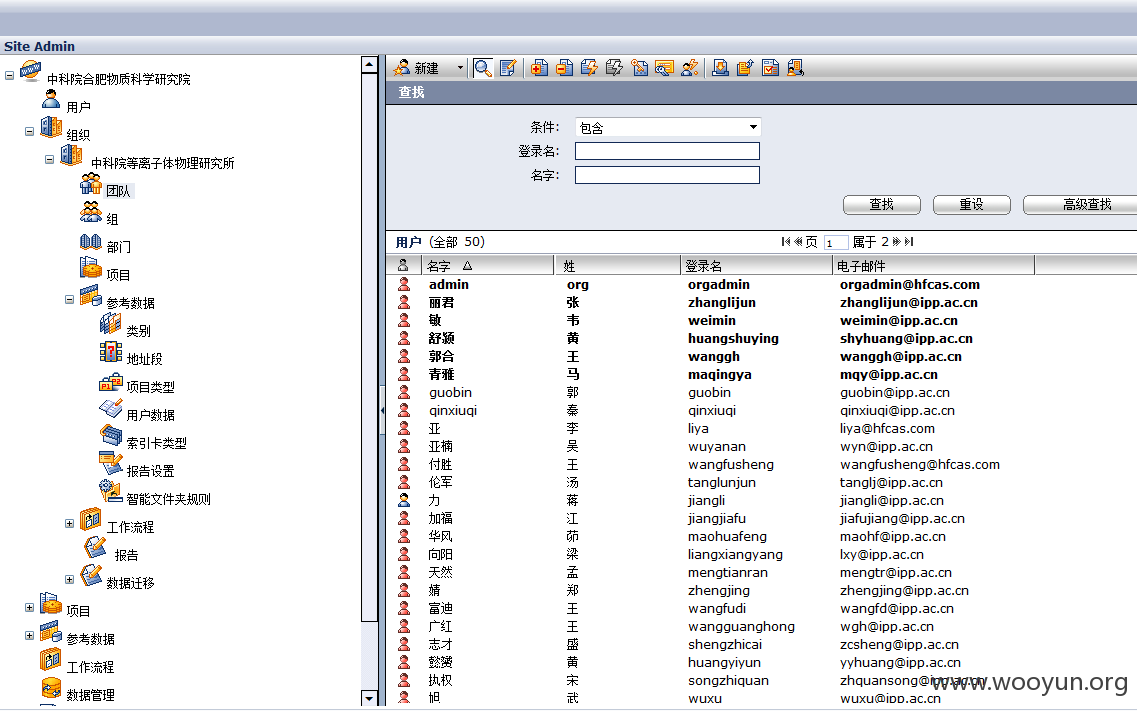 Site Admin
中科院合肥物质科学研究院
用户
组织
中科院等离子体物理研究所
团队
组
部门
项目
参考数据
类别
地址段
项目类型
用户数据
索引卡类型
报告设置
智能文件夹规则
工作流程
报告
数据迁移
项目
参考数据
工作流程
数据管理
新建
查找
条件: 包含
登录名:
名字:
查找 重设 高级查找
用户 (全部 50) 页 1 属于 2
名字 姓 登录名 电子邮件
admin org orgadmin orgadmin@hfcas.com
丽君 张 zhanglijun zhanglijun@ipp.ac.cn
敏 韦 weimin weimin@ipp.ac.cn
舒颍 黄 huangshuying shyhuang@ipp.ac.cn
郭合 王 wanggh wanggh@ipp.ac.cn
青雅 马 maqingya mqy@ipp.ac.cn
guobin 郭 guobin guobin@ipp.ac.cn
qinxiuqi 秦 qinxiuqi qinxiuqi@ipp.ac.cn
亚 李 liya liya@hfcas.com
亚楠 吴 wuyanan wyn@ipp.ac.cn
付胜 王 wangfusheng wangfusheng@hfcas.com
伦军 汤 tanglunjun tanglj@ipp.ac.cn
力 蒋 jiangli jiangli@ipp.ac.cn
加福 江 jiangjiafu jiafujiang@ipp.ac.cn
华风 茆 maohuafeng maohf@ipp.ac.cn
向阳 梁 liangxiangyang lxy@ipp.ac.cn
天然 孟 mengtianran mengtr@ipp.ac.cn
婧 郑 zhengjing zhengjing@ipp.ac.cn
富迪 王 wangfudi wangfd@ipp.ac.cn
广红 王 wangguanghong wgh@ipp.ac.cn
志才 盛 shengzhicai zcsheng@ipp.ac.cn
懿赟 黄 huangyiyun yyhuang@ipp.ac.cn
执权 宋 songzhiquan zhquansong@ipp.ac.cn
旭 武 wuxu wuxu@ipp.ac.cn
www.wooyun.org